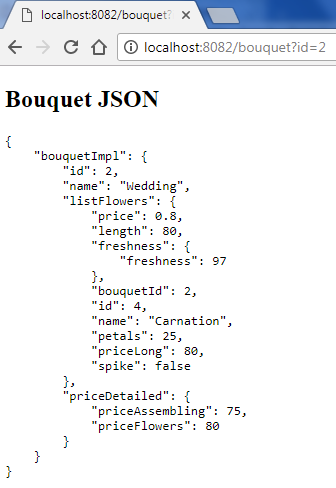 localhost:8082/bouquet?
localhost:8082/bouquet?id=2
Bouquet JSON
{
    "bouquetImpl": {
        "id": 2,
        "name": "Wedding",
        "listFlowers": {
            "price": 0.8,
            "length": 80,
            "freshness": {
                "freshness": 97
            },
            "bouquetId": 2,
            "id": 4,
            "name": "Carnation",
            "petals": 25,
            "priceLong": 80,
            "spike": false
        },
        "priceDetailed": {
            "priceAssembling": 75,
            "priceFlowers": 80
        }
    }
}